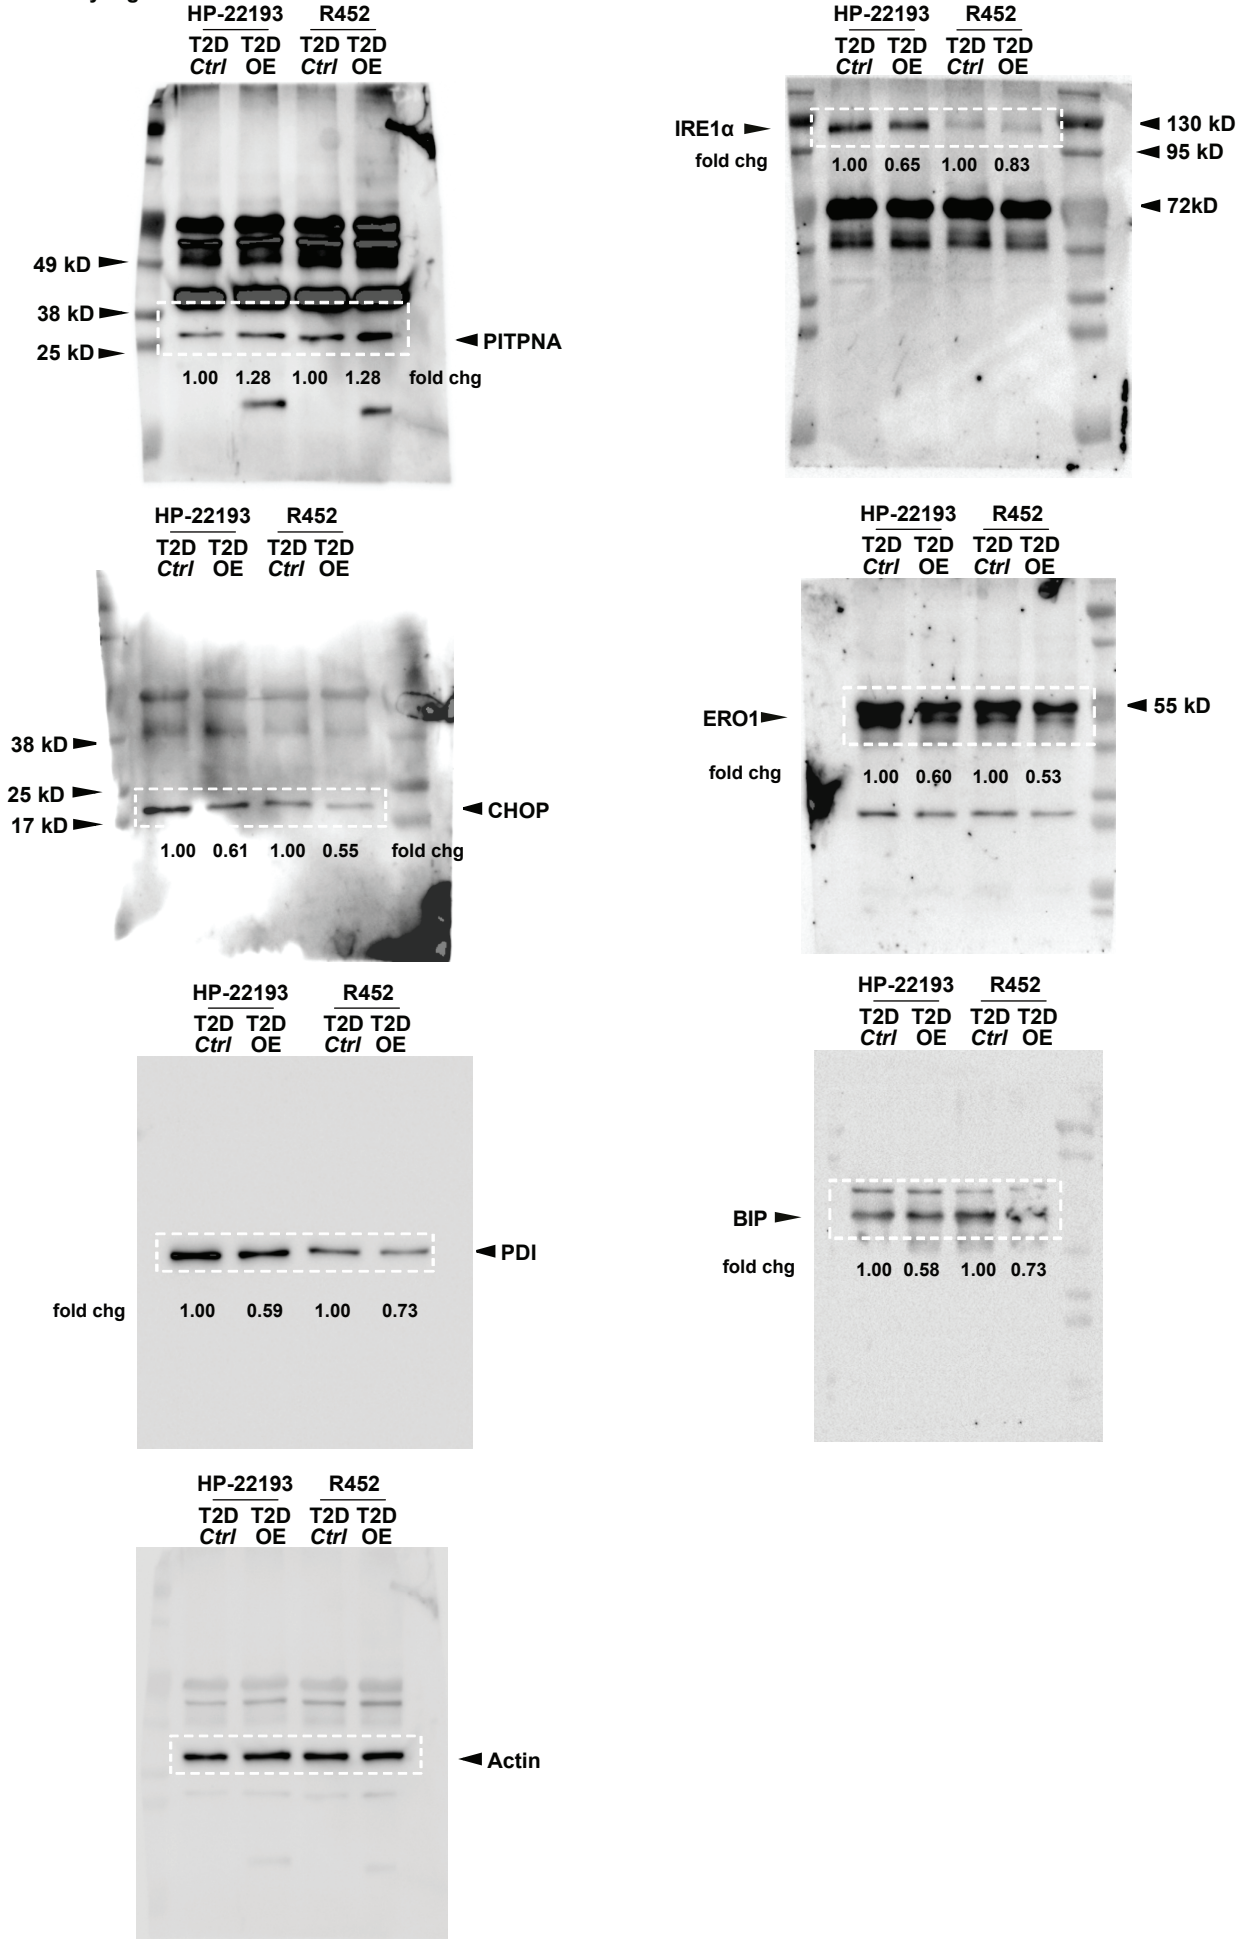 HP-22193 R452
T2D T2D T2D T2D
Ctrl OE Ctrl OE
49 kD
38 kD
25 kD
PITPNA
1.00 1.28 1.00 1.28 fold chg
HP-22193 R452
T2D T2D T2D T2D
Ctrl OE Ctrl OE
IRE1α
130 kD
95 kD
fold chg 1.00 0.65 1.00 0.83
72kD
HP-22193 R452
T2D T2D T2D T2D
Ctrl OE Ctrl OE
38 kD
25 kD
17 kD
CHOP
1.00 0.61 1.00 0.55 fold chg
HP-22193 R452
T2D T2D T2D T2D
Ctrl OE Ctrl OE
55 kD
ERO1
fold chg 1.00 0.60 1.00 0.53
HP-22193 R452
T2D T2D T2D T2D
Ctrl OE Ctrl OE
PDI
fold chg 1.00 0.59 1.00 0.73
HP-22193 R452
T2D T2D T2D T2D
Ctrl OE Ctrl OE
BIP
fold chg 1.00 0.58 1.00 0.73
HP-22193 R452
T2D T2D T2D T2D
Ctrl OE Ctrl OE
Actin